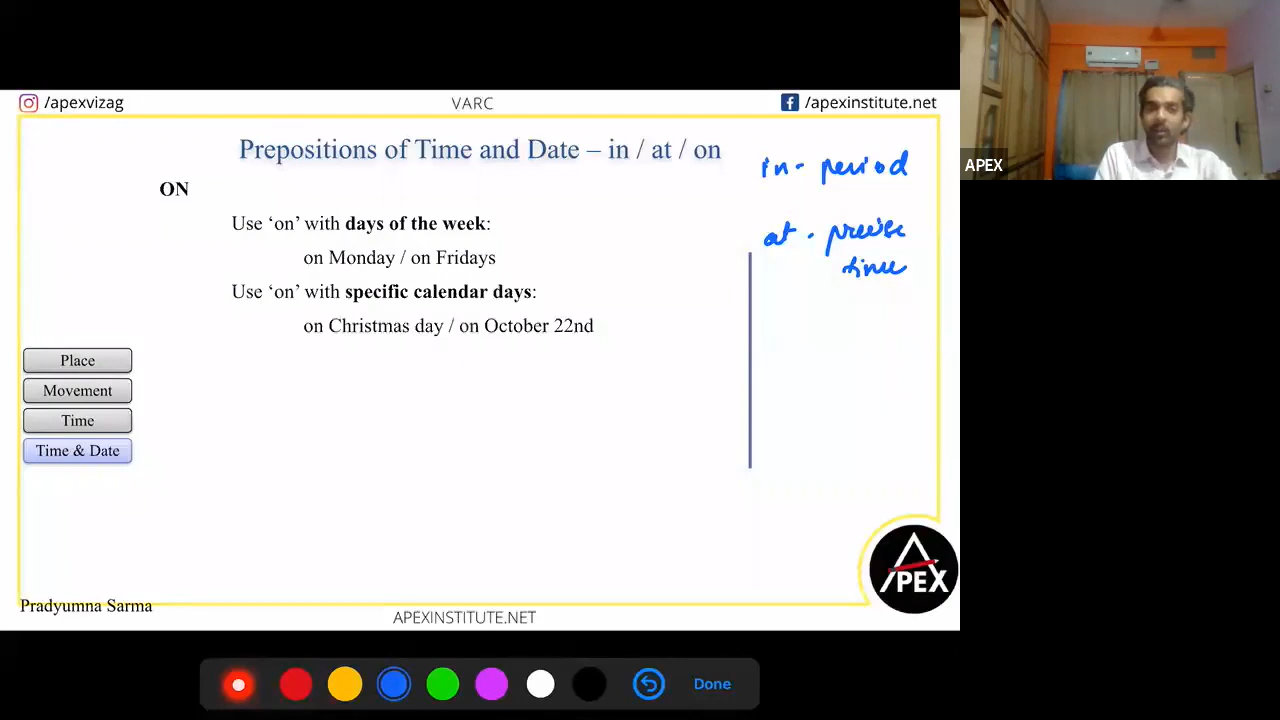 /apexvizag
VARC
/apexinstitute.net
Prepositions of Time and Date – in / at / on
ON
Use ‘on’ with days of the week:
on Monday / on Fridays
Use ‘on’ with specific calendar days:
on Christmas day / on October 22nd
in - period
at - precise
time
Place
Movement
Time
Time & Date
APEX
Pradyumna Sarma
APEXINSTITUTE.NET
APEX
Done